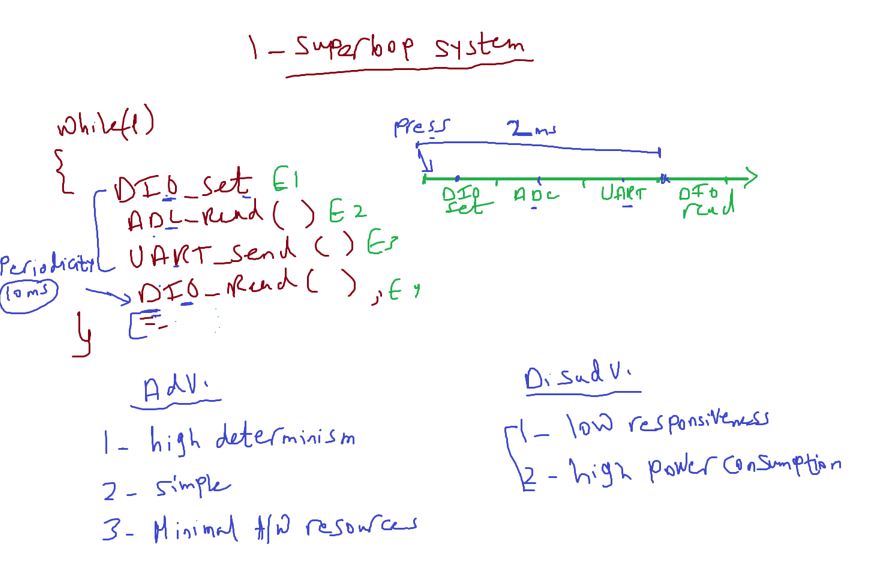 1- Superloop system
while(1)
{
DIO_set E1
ADC_Read() E2
UART_send() E3
DIO_Read(), E4
}
Periodicity
10ms
Press
2ms
DIO set
ADC
UART
DIO read
Adv.
1- high determinism
2- simple
3- Minimal H/W resources
Disadv.
1- low responsiveness
2- high power consumption